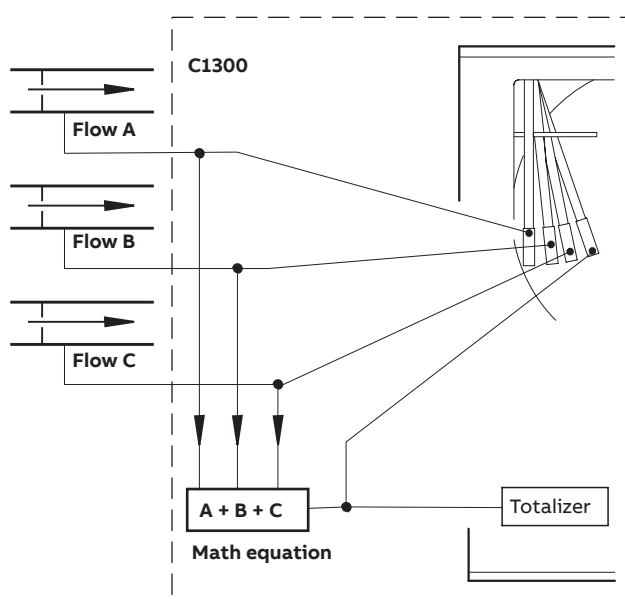 C1300
Flow A
Flow B
Flow C
A + B + C
Math equation
Totalizer